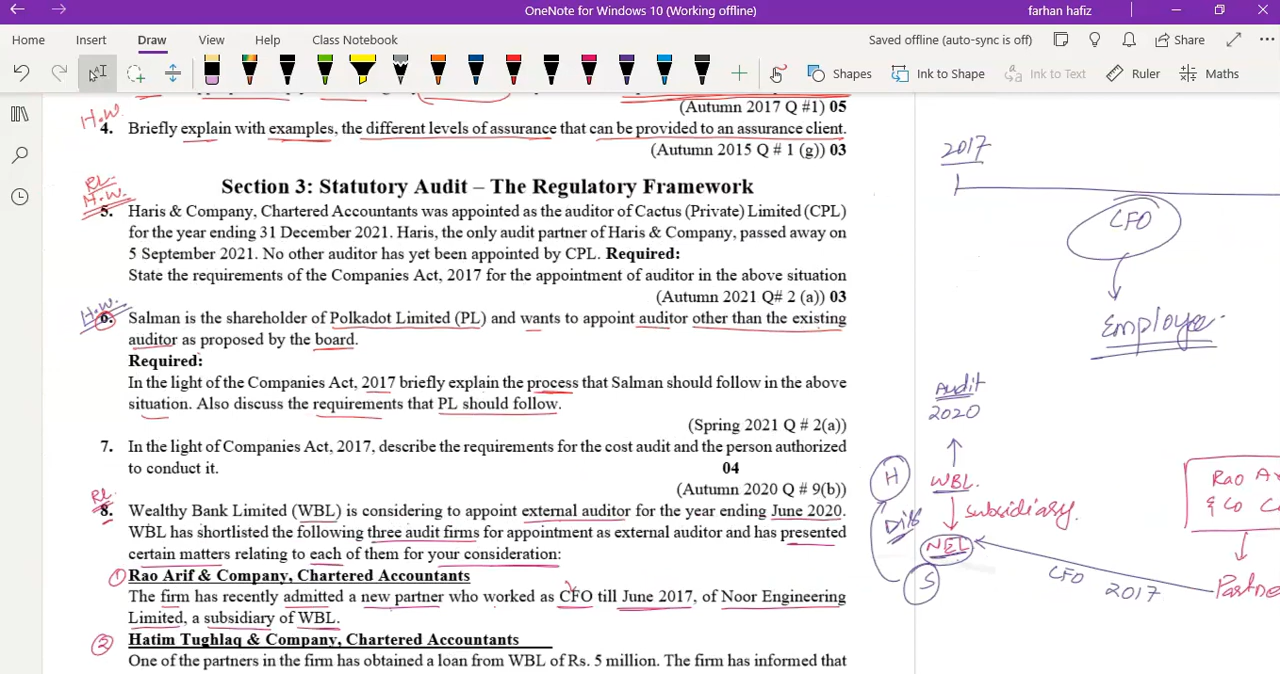 OneNote for Windows 10 (Working offline)
farhan hafiz
Home Insert Draw View Help Class Notebook
Saved offline (auto-sync is off)
Share
Shapes
Ink to Shape
Ink to Text
Ruler
Maths
(Autumn 2017 Q #1) 05
H.W.
4. Briefly explain with examples, the different levels of assurance that can be provided to an assurance client.
(Autumn 2015 Q # 1 (g)) 03
Section 3: Statutory Audit – The Regulatory Framework
RL
H.W.
5. Haris & Company, Chartered Accountants was appointed as the auditor of Cactus (Private) Limited (CPL)
for the year ending 31 December 2021. Haris, the only audit partner of Haris & Company, passed away on
5 September 2021. No other auditor has yet been appointed by CPL. Required:
State the requirements of the Companies Act, 2017 for the appointment of auditor in the above situation
(Autumn 2021 Q# 2 (a)) 03
H.W.
6. Salman is the shareholder of Polkadot Limited (PL) and wants to appoint auditor other than the existing
auditor as proposed by the board.
Required:
In the light of the Companies Act, 2017 briefly explain the process that Salman should follow in the above
situation. Also discuss the requirements that PL should follow.
(Spring 2021 Q # 2(a))
7. In the light of Companies Act, 2017, describe the requirements for the cost audit and the person authorized
to conduct it. 04
(Autumn 2020 Q # 9(b))
RL
8. Wealthy Bank Limited (WBL) is considering to appoint external auditor for the year ending June 2020.
WBL has shortlisted the following three audit firms for appointment as external auditor and has presented
certain matters relating to each of them for your consideration:
① Rao Arif & Company, Chartered Accountants
The firm has recently admitted a new partner who worked as CFO till June 2017, of Noor Engineering
Limited, a subsidiary of WBL.
② Hatim Tughlaq & Company, Chartered Accountants
One of the partners in the firm has obtained a loan from WBL of Rs. 5 million. The firm has informed that
2017
CFO
Employee
Audit
2020
H
WBL
subsidiary.
NEL
S
CFO 2017
Rao Ar
& Co C
Partne